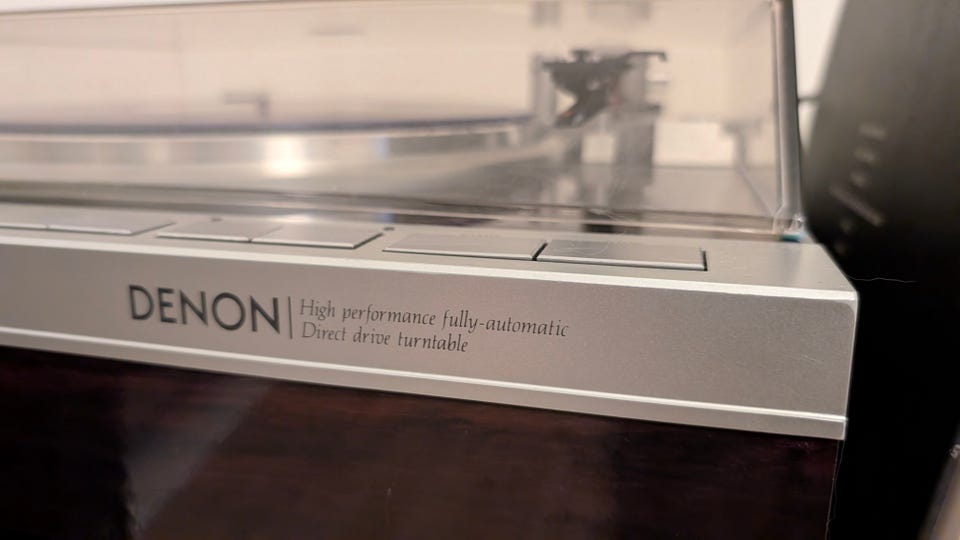 DENON
High performance fully-automatic
Direct drive turntable